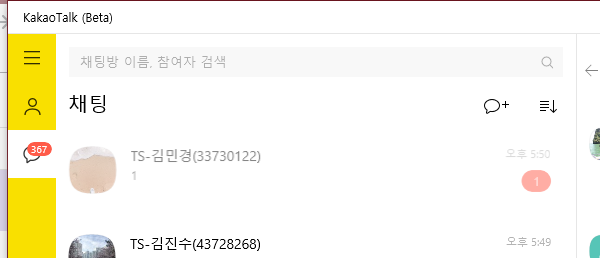 KakaoTalk (Beta)
채팅방 이름, 참여자 검색
채팅
367
TS-김민경(33730122)
오후 5:50
1
1
TS-김진수(43728268)
오후 5:49